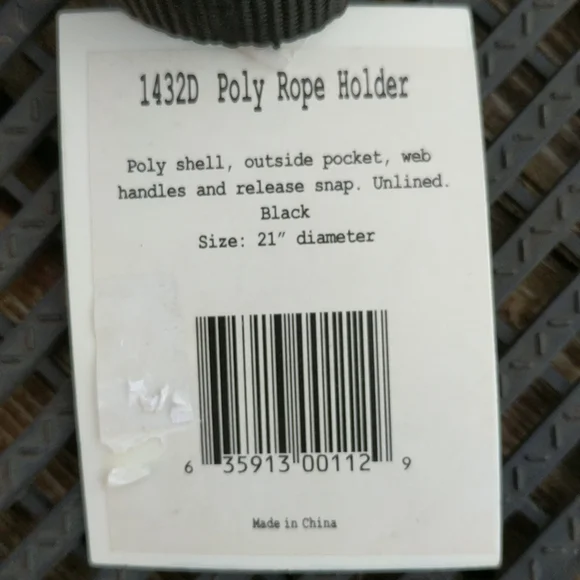 1432D Poly Rope Holder
Poly shell, outside pocket, web
handles and release snap. Unlined.
Black
Size: 21" diameter
6 35913 00112 9
Made in China